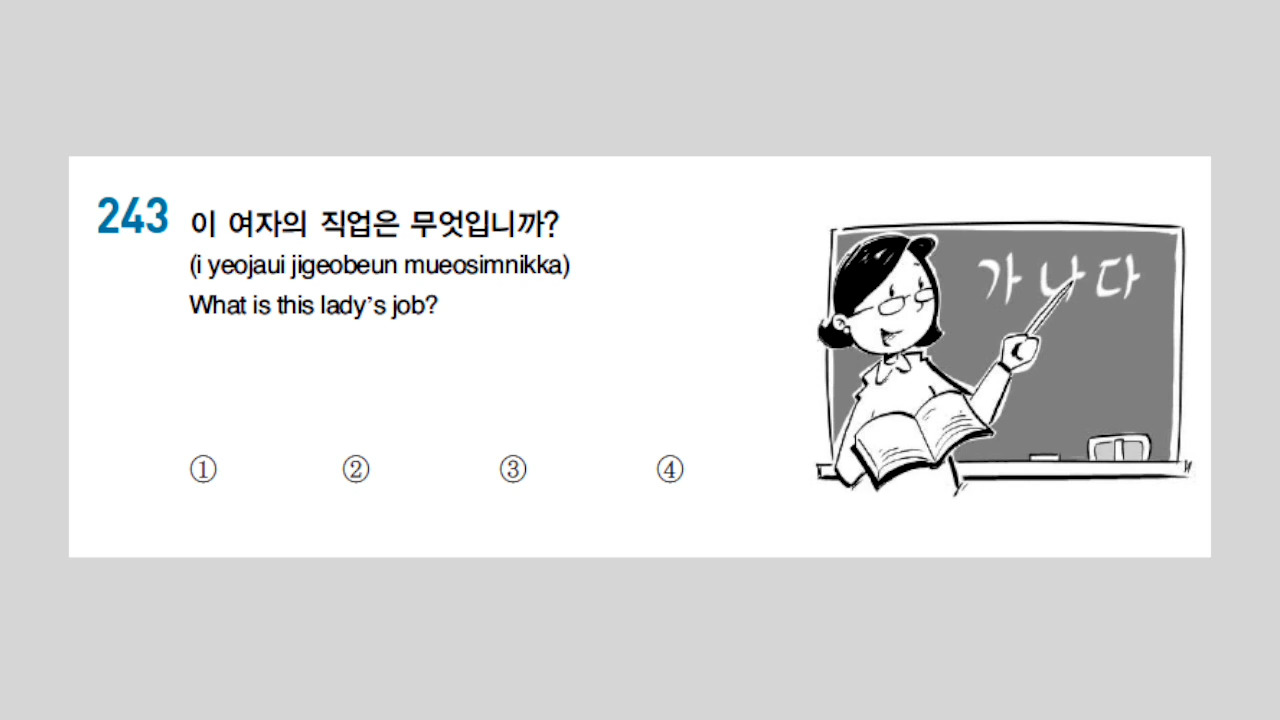 243 이 여자의 직업은 무엇입니까?
(i yeojaui jigeobeun mueosimnikka)
What is this lady’s job?
가 나 다
① ② ③ ④